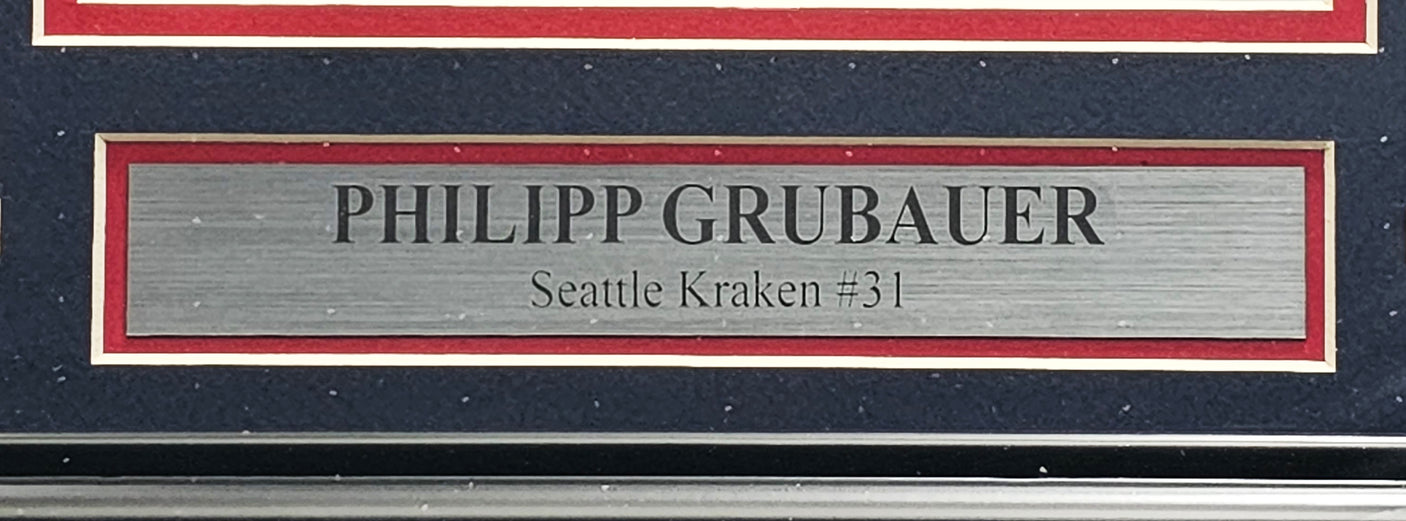 PHILIPP GRUBAUER
Seattle Kraken #31